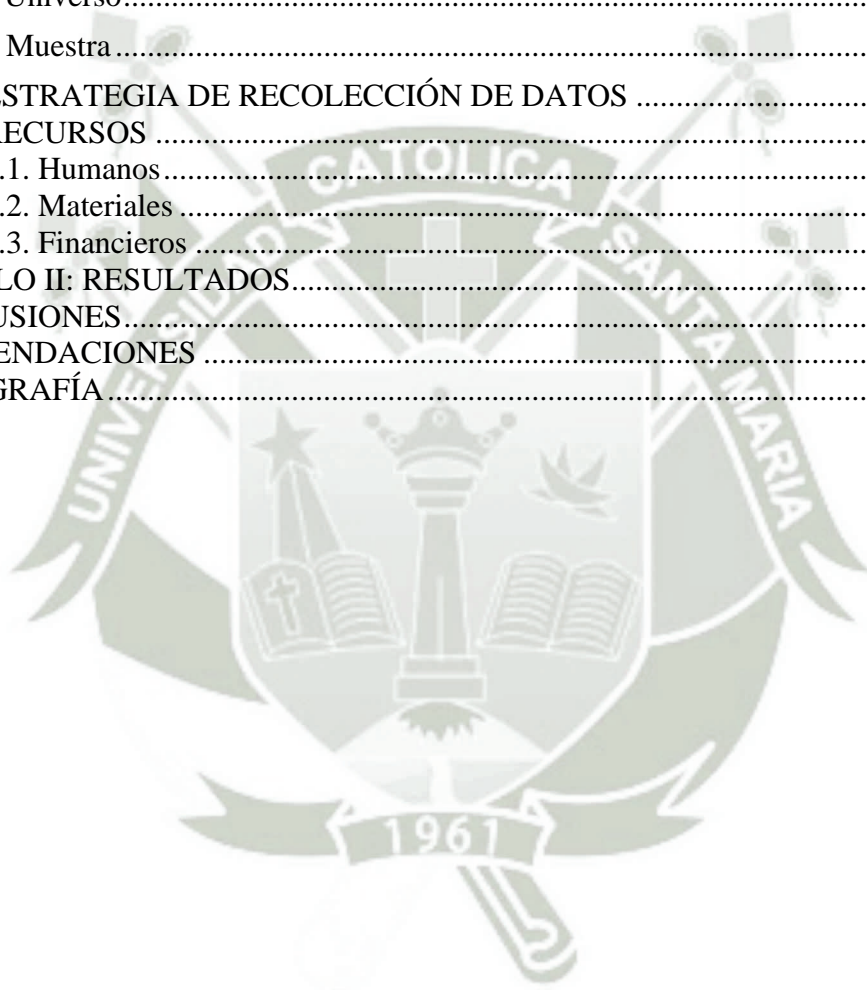 Universo..................................................................
Muestra....................................................................
ESTRATEGIA DE RECOLECCIÓN DE DATOS ....................
RECURSOS ................................................................
.1. Humanos..............................................................
.2. Materiales ............................................................
.3. Financieros ..........................................................
LO II: RESULTADOS...................................................
USIONES...................................................................
ENDACIONES ...........................................................
GRAFÍA.....................................................................
UNIVERSIDAD CATOLICA SANTA MARIA
1961